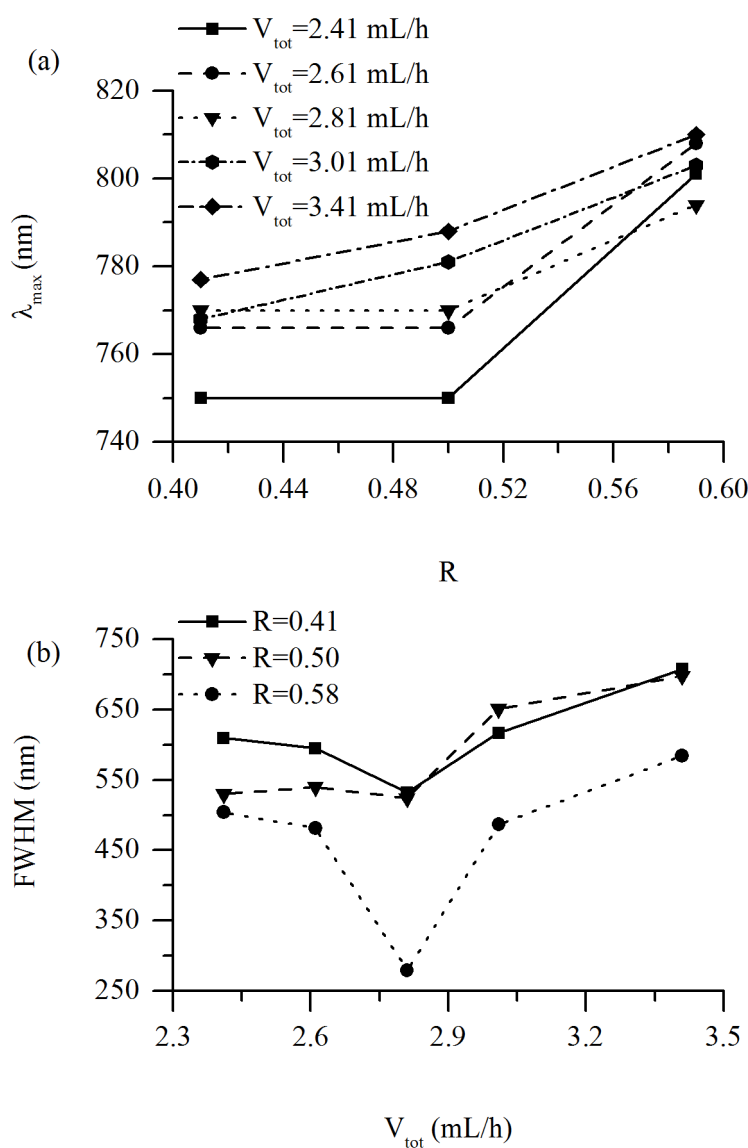 (a)
V_tot=2.41 mL/h
V_tot=2.61 mL/h
V_tot=2.81 mL/h
V_tot=3.01 mL/h
V_tot=3.41 mL/h
820
800
780
760
740
λ_max (nm)
0.40 0.44 0.48 0.52 0.56 0.60
R
(b)
R=0.41
R=0.50
R=0.58
750
650
550
450
350
250
FWHM (nm)
2.3 2.6 2.9 3.2 3.5
V_tot (mL/h)